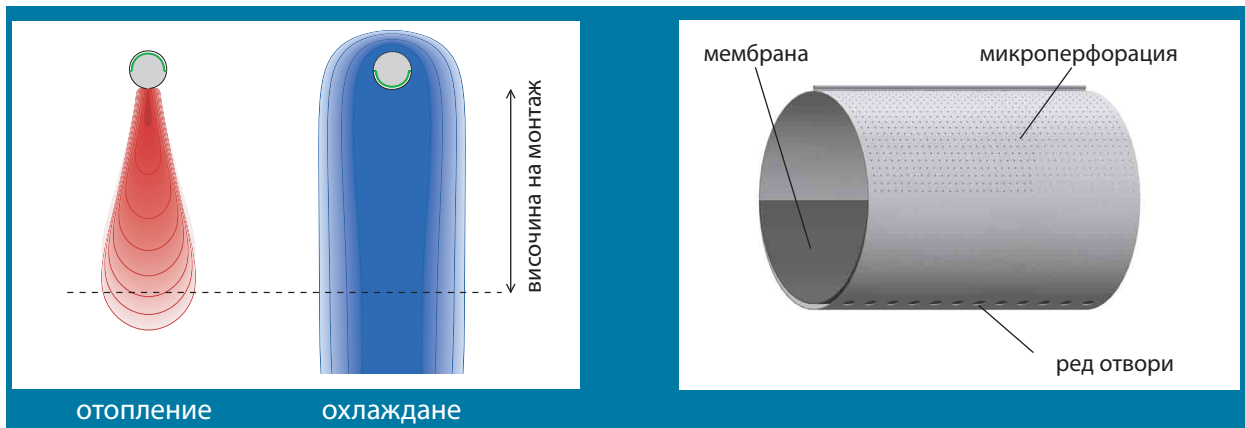 височина на монтаж
отопление
охлаждане
мембрана
микроперфорация
ред отвори